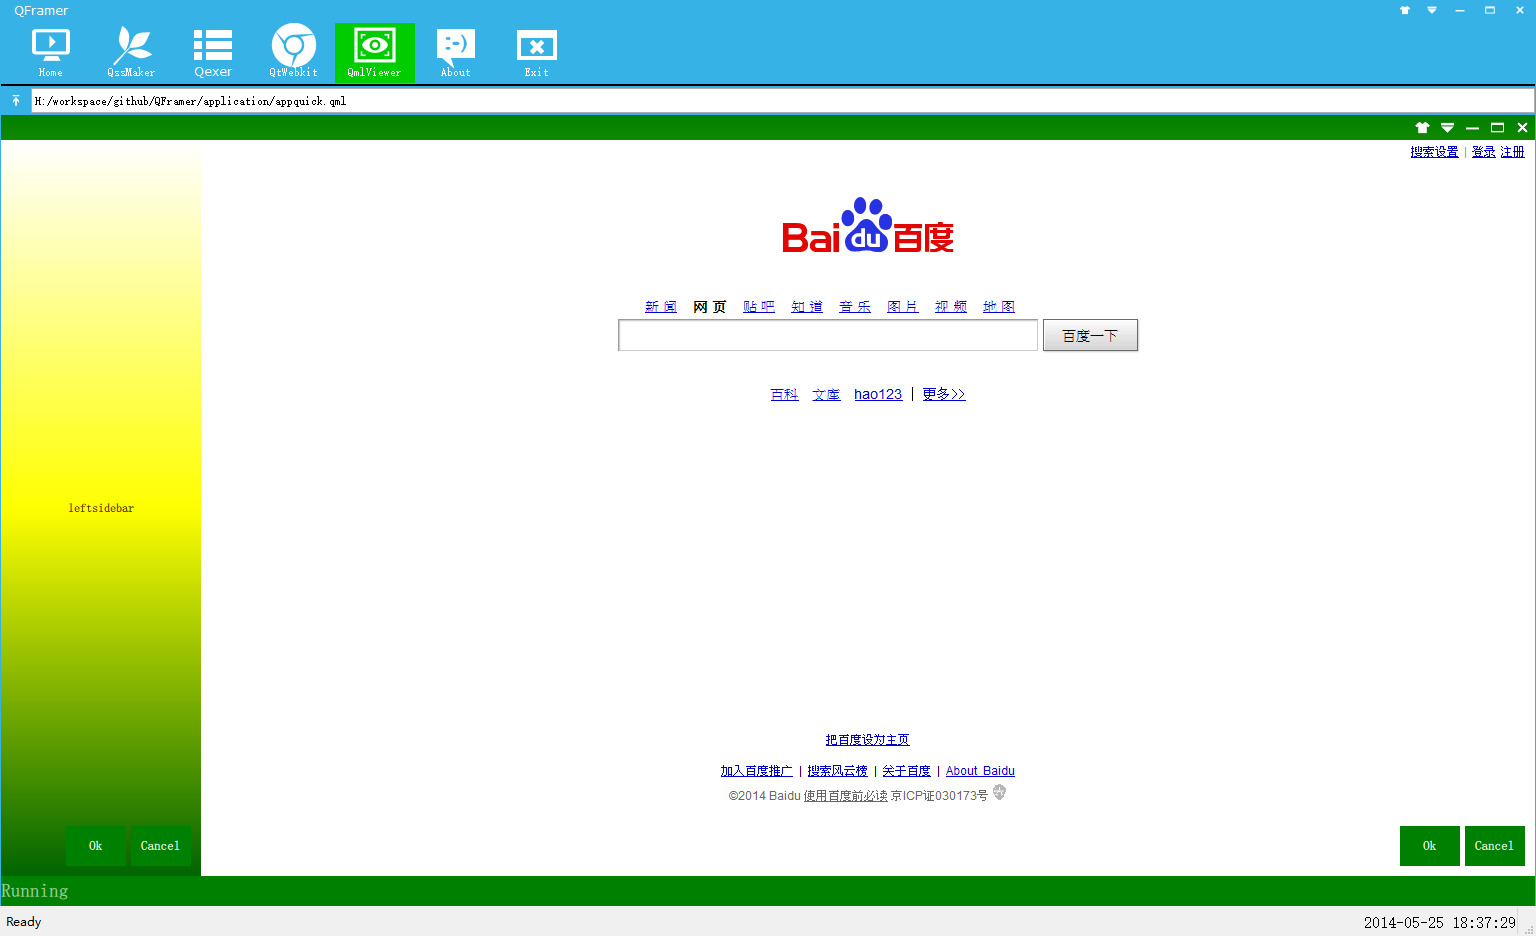 QFramer
Home QssMaker Qexer QtWebkit QmlViewer About Exit
H:/workspace/github/QFramer/application/appquick.qml
搜索设置 | 登录 注册
Bai du 百度
新 闻 网 页 贴 吧 知 道 音 乐 图 片 视 频 地 图
百度一下
百科 文库 hao123 | 更多>>
leftsidebar
把百度设为主页
加入百度推广 | 搜索风云榜 | 关于百度 | About Baidu
©2014 Baidu 使用百度前必读 京ICP证030173号
Ok Cancel Ok Cancel
Running
Ready 2014-05-25 18:37:29